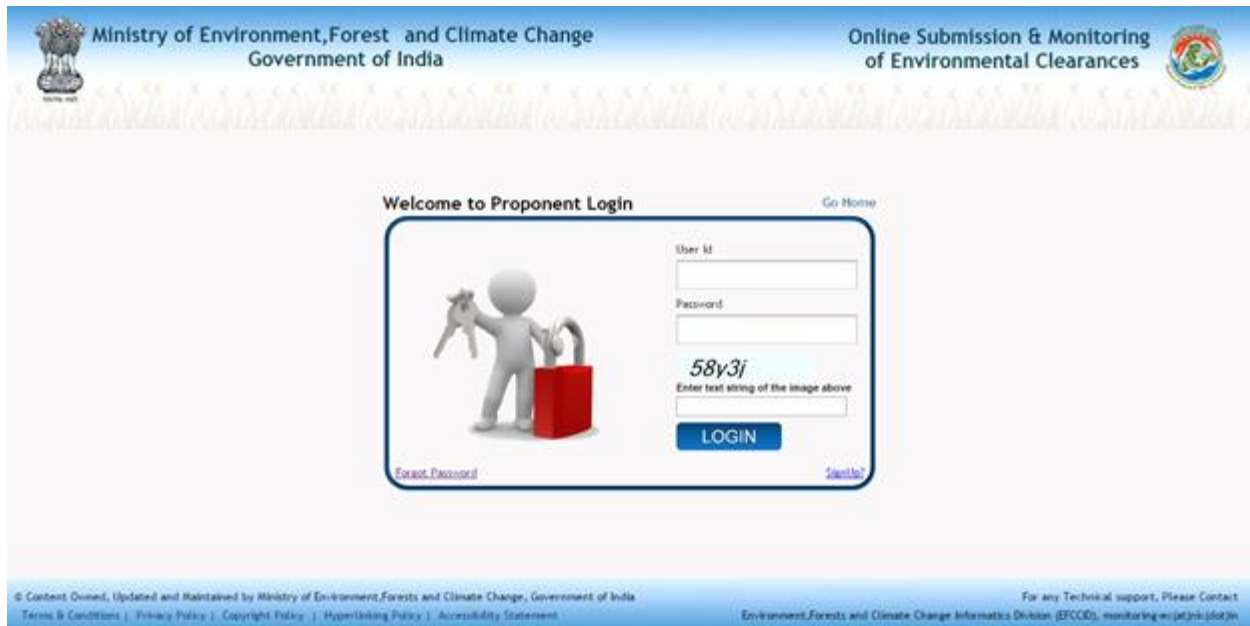 Ministry of Environment,Forest and Climate Change
Government of India
Online Submission & Monitoring
of Environmental Clearances
Welcome to Proponent Login
Go Home
User Id
Password
58y3j
Enter text string of the image above
LOGIN
Forgot Password
SignUp?
© Content Owned, Updated and Maintained by Ministry of Environment,Forests and Climate Change, Government of India
Terms & Conditions | Privacy Policy | Copyright Policy | Hyperlinking Policy | Accessibility Statement
For any Technical support, Please Contact
Environment,Forests and Climate Change Informatics Division (EFCCID), monitoring-ec(at)nic(dot)in